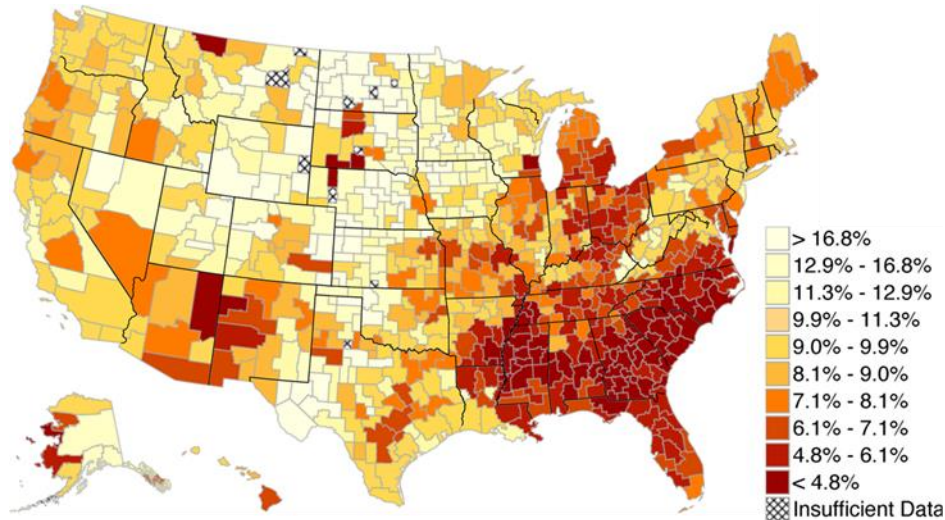 > 16.8%
12.9% - 16.8%
11.3% - 12.9%
9.9% - 11.3%
9.0% - 9.9%
8.1% - 9.0%
7.1% - 8.1%
6.1% - 7.1%
4.8% - 6.1%
< 4.8%
Insufficient Data